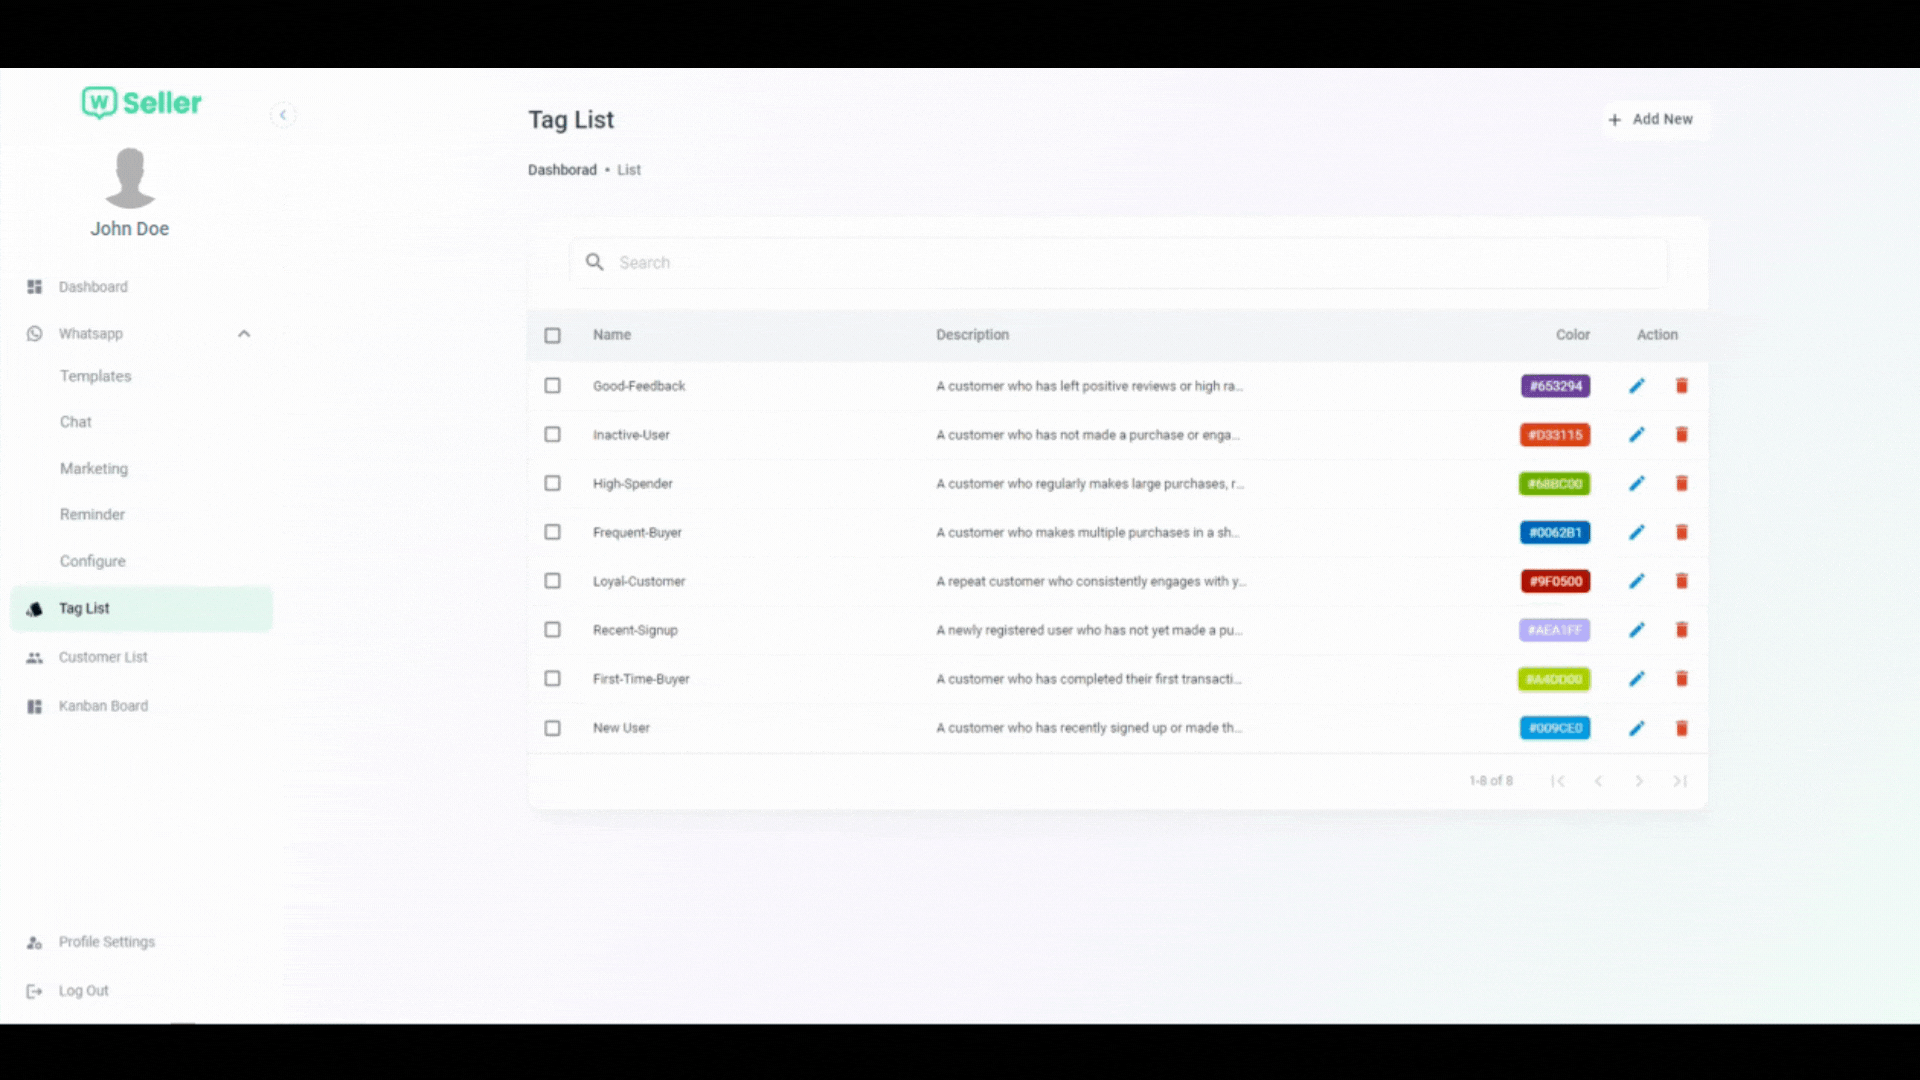 W Seller
John Doe
Dashboard
Whatsapp
Templates
Chat
Marketing
Reminder
Configure
Tag List
Customer List
Kanban Board
Profile Settings
Log Out
Tag List
+ Add New
Dashborad • List
Search
Name Description Color Action
Good-Feedback A customer who has left positive reviews or high ra... #653294
Inactive-User A customer who has not made a purchase or enga... #D33115
High-Spender A customer who regularly makes large purchases, r... #68BC00
Frequent-Buyer A customer who makes multiple purchases in a sh... #0062B1
Loyal-Customer A repeat customer who consistently engages with y... #9F0500
Recent-Signup A newly registered user who has not yet made a pu... #AEA1FF
First-Time-Buyer A customer who has completed their first transacti... #A4DD00
New User A customer who has recently signed up or made th... #009CE0
1-8 of 8